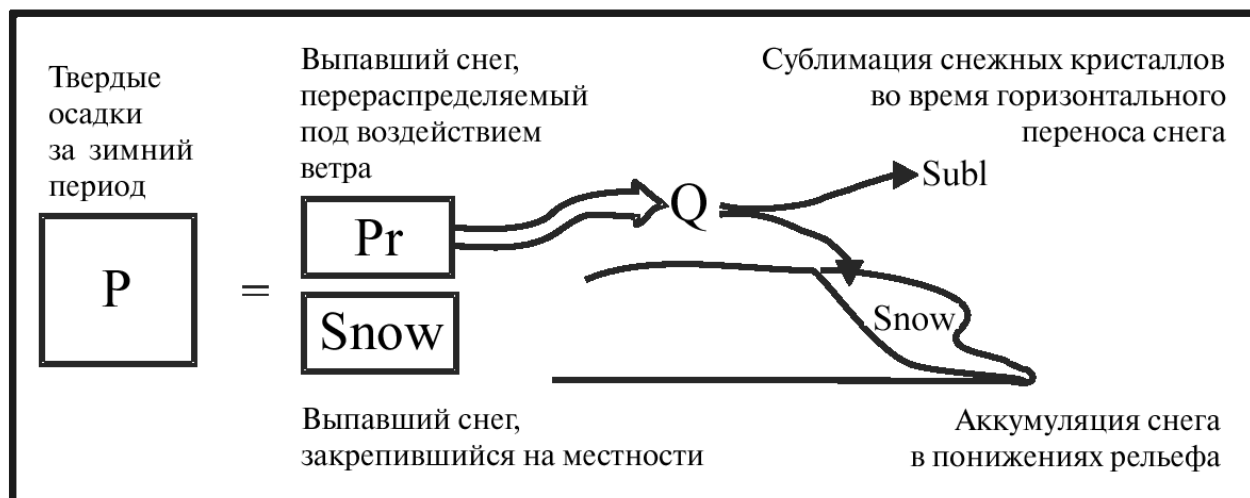 Твердые
осадки
за зимний
период
P
=
Выпавший снег,
перераспределяемый
под воздействием
ветра
Pr
Snow
Выпавший снег,
закрепившийся на местности
Q
Сублимация снежных кристаллов
во время горизонтального
переноса снега
Subl
Snow
Аккумуляция снега
в понижениях рельефа